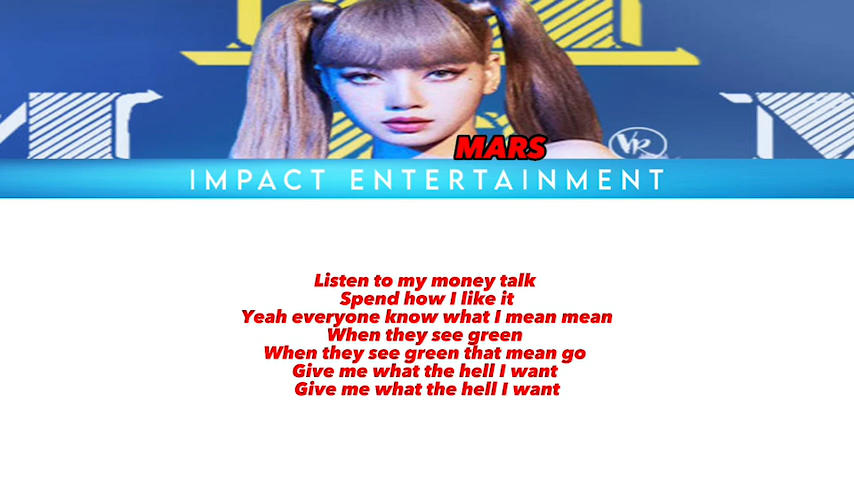 MARS
VR
IMPACT ENTERTAINMENT
Listen to my money talk
Spend how I like it
Yeah everyone know what I mean mean
When they see green
When they see green that mean go
Give me what the hell I want
Give me what the hell I want